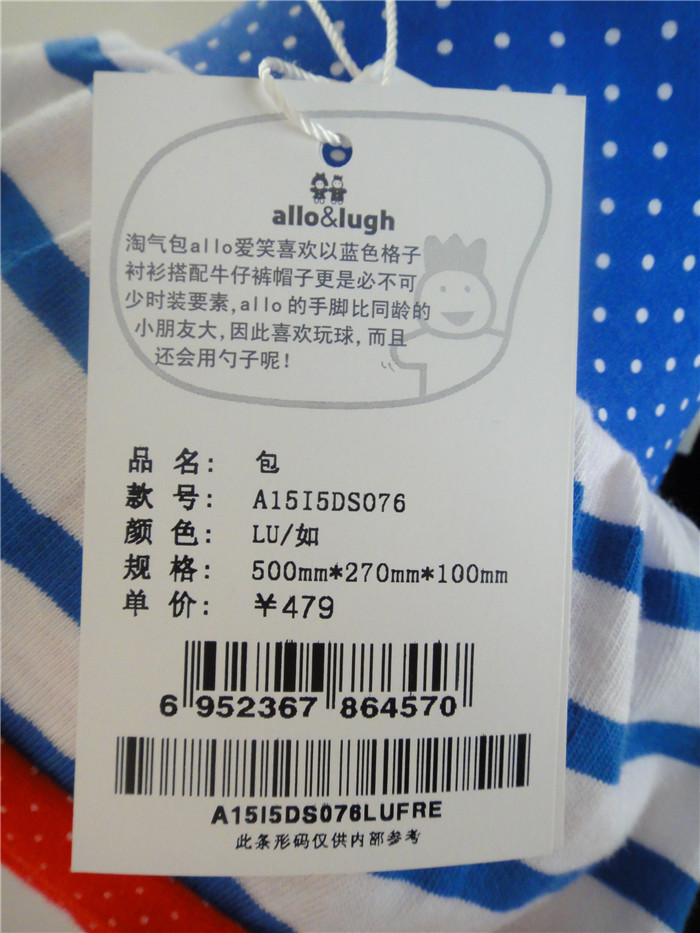 allo&lugh
淘气包allo爱笑喜欢以蓝色格子
衬衫搭配牛仔裤帽子更是必不可
少时装要素,allo的手脚比同龄的
小朋友大,因此喜欢玩球,而且
还会用勺子呢!
品 名: 包
款 号: A15I5DS076
颜 色: LU/如
规 格: 500mm*270mm*100mm
单 价: ￥479
6 952367 864570
A15I5DS076LUFRE
此条形码仅供内部参考